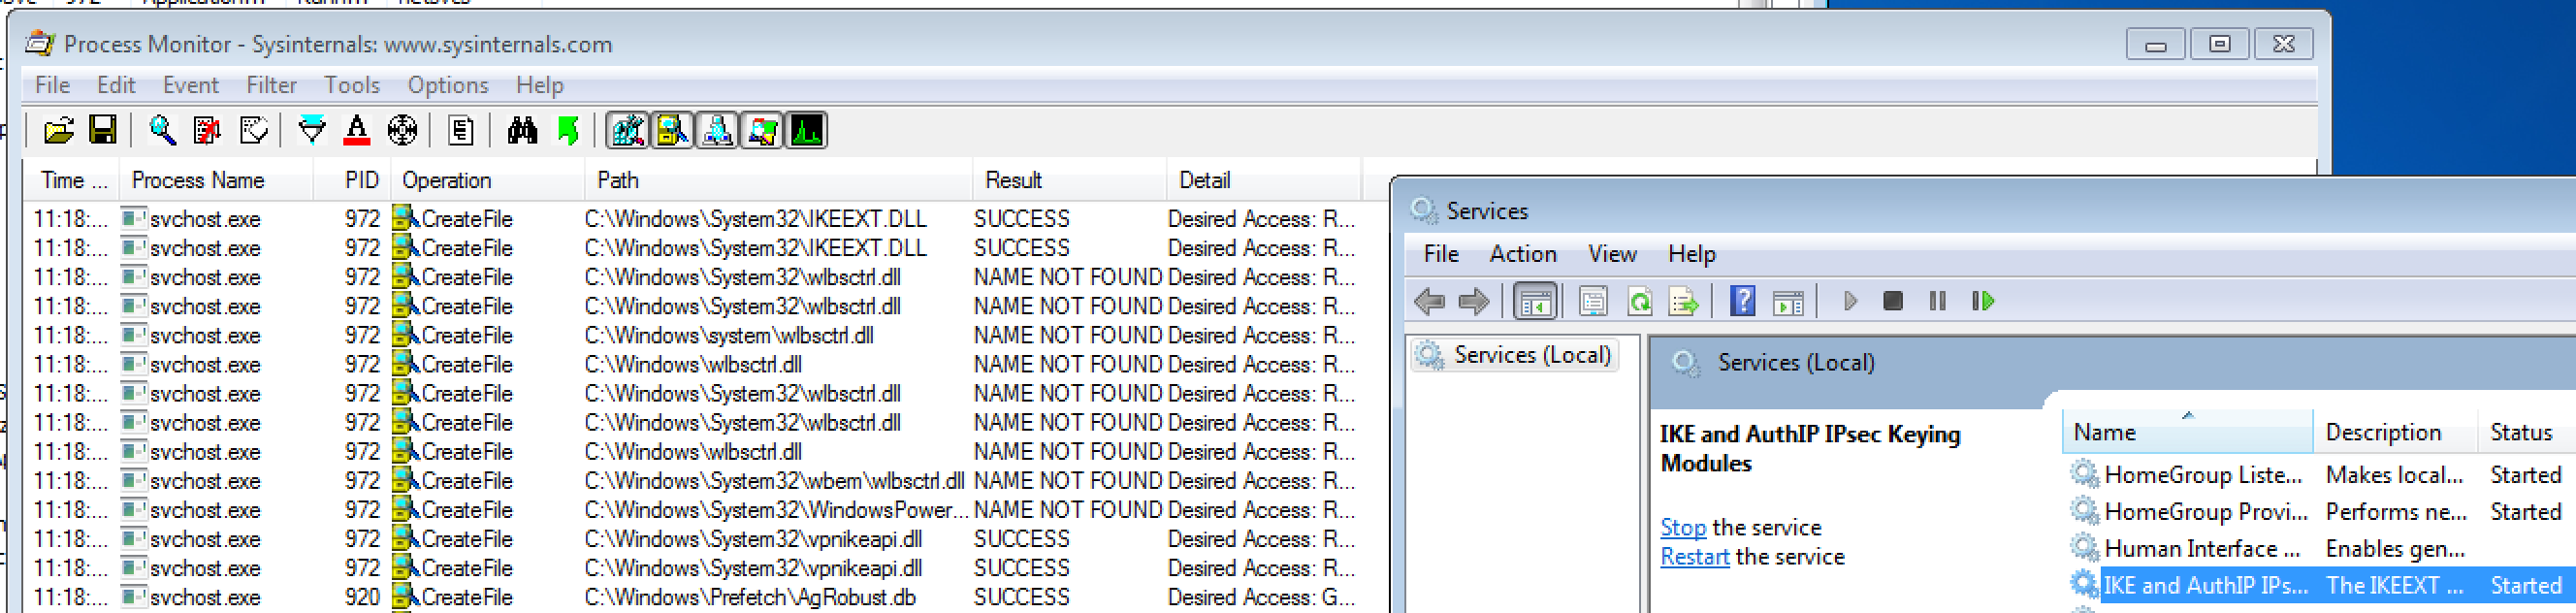 972
Process Monitor - Sysinternals: www.sysinternals.com
File Edit Event Filter Tools Options Help
Time ... Process Name PID Operation Path Result Detail
11:18:... svchost.exe 972 CreateFile C:\Windows\System32\IKEEXT.DLL SUCCESS Desired Access: R...
11:18:... svchost.exe 972 CreateFile C:\Windows\System32\IKEEXT.DLL SUCCESS Desired Access: R...
11:18:... svchost.exe 972 CreateFile C:\Windows\System32\wlbsctrl.dll NAME NOT FOUND Desired Access: R...
11:18:... svchost.exe 972 CreateFile C:\Windows\System32\wlbsctrl.dll NAME NOT FOUND Desired Access: R...
11:18:... svchost.exe 972 CreateFile C:\Windows\system\wlbsctrl.dll NAME NOT FOUND Desired Access: R...
11:18:... svchost.exe 972 CreateFile C:\Windows\wlbsctrl.dll NAME NOT FOUND Desired Access: R...
11:18:... svchost.exe 972 CreateFile C:\Windows\System32\wlbsctrl.dll NAME NOT FOUND Desired Access: R...
11:18:... svchost.exe 972 CreateFile C:\Windows\System32\wlbsctrl.dll NAME NOT FOUND Desired Access: R...
11:18:... svchost.exe 972 CreateFile C:\Windows\wlbsctrl.dll NAME NOT FOUND Desired Access: R...
11:18:... svchost.exe 972 CreateFile C:\Windows\System32\wbem\wlbsctrl.dll NAME NOT FOUND Desired Access: R...
11:18:... svchost.exe 972 CreateFile C:\Windows\System32\WindowsPower... NAME NOT FOUND Desired Access: R...
11:18:... svchost.exe 972 CreateFile C:\Windows\System32\vpnikeapi.dll SUCCESS Desired Access: R...
11:18:... svchost.exe 972 CreateFile C:\Windows\System32\vpnikeapi.dll SUCCESS Desired Access: R...
11:18:... svchost.exe 920 CreateFile C:\Windows\Prefetch\AgRobust.db SUCCESS Desired Access: G...
Services
File Action View Help
Services (Local)
Services (Local)
IKE and AuthIP IPsec Keying
Modules
Stop the service
Restart the service
Name Description Status
HomeGroup Liste... Makes local... Started
HomeGroup Provi... Performs ne... Started
Human Interface ... Enables gen...
IKE and AuthIP IPs... The IKEEXT ... Started